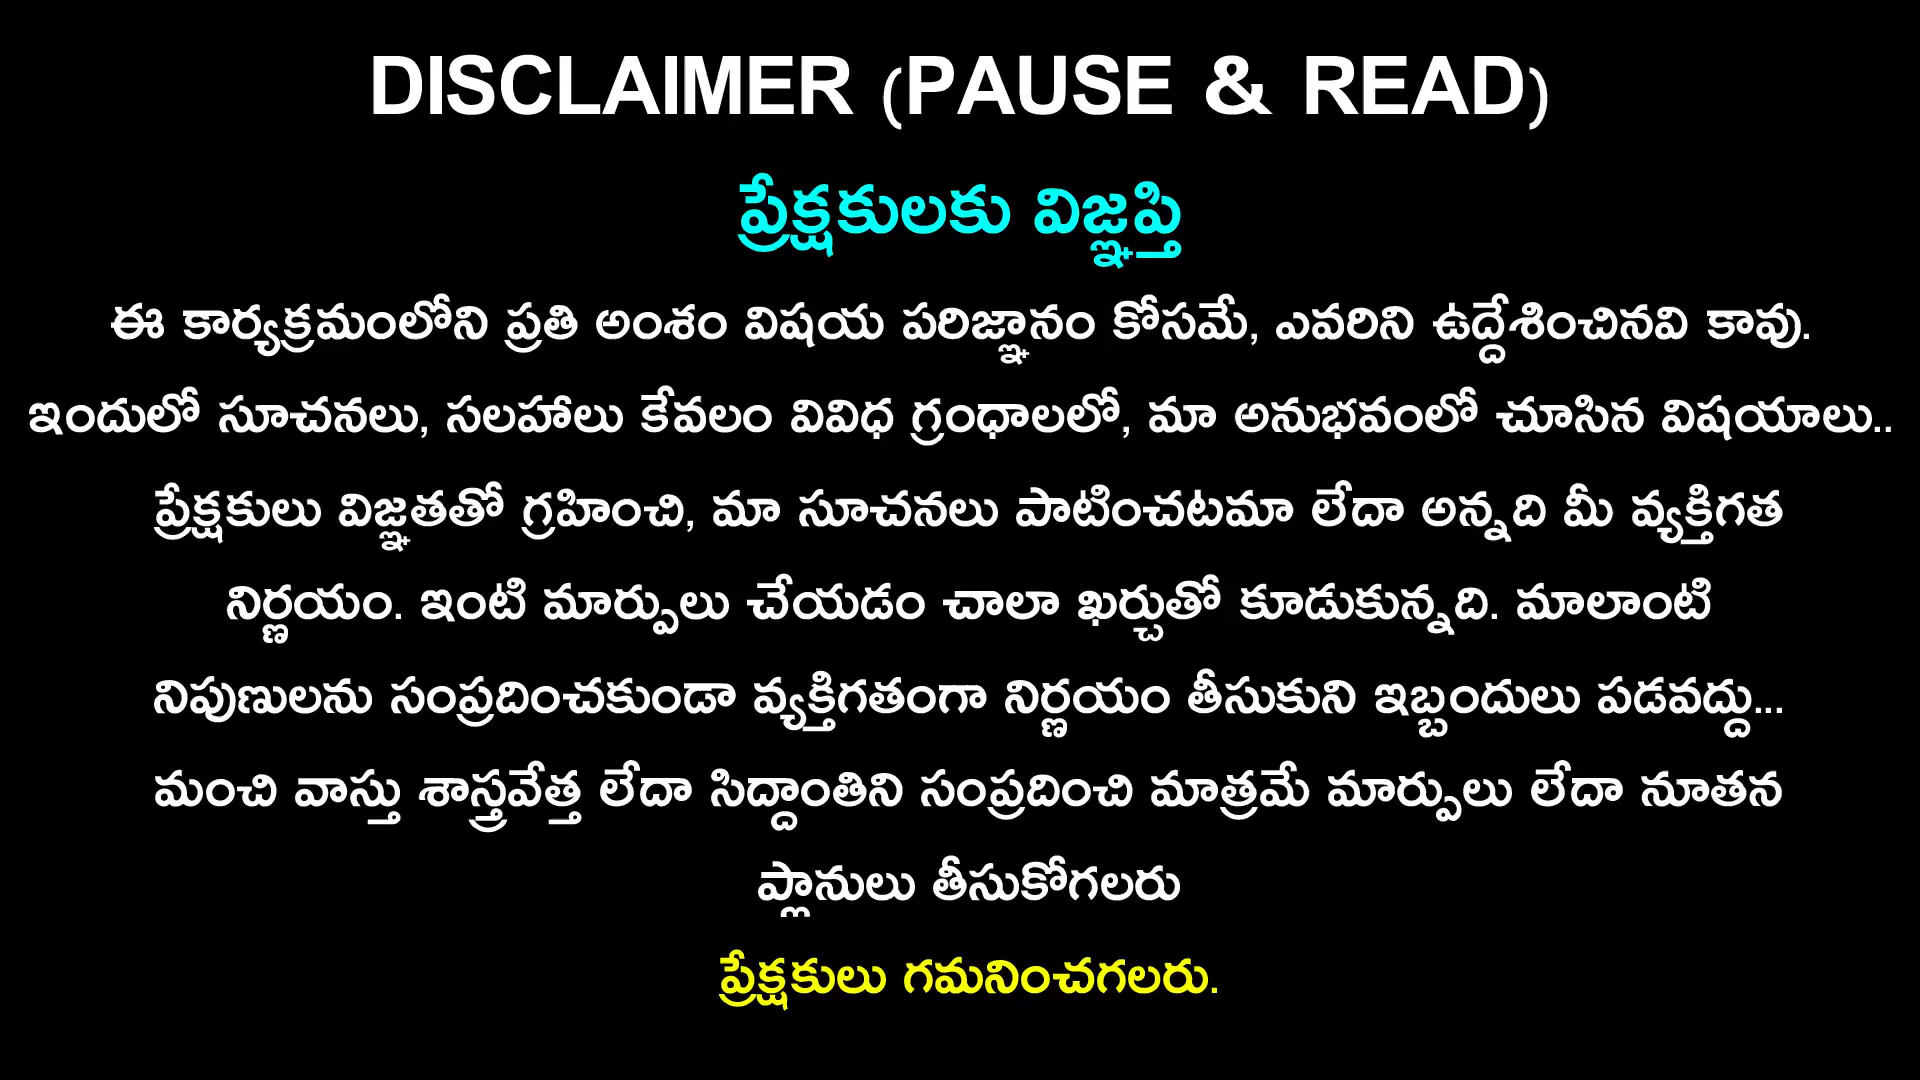 DISCLAIMER (PAUSE & READ)
ప్రేక్షకులకు విజ్ఞప్తి
ఈ కార్యక్రమంలోని ప్రతి అంశం విషయ పరిజ్ఞానం కోసమే, ఎవరిని ఉద్దేశించినవి కావు.
ఇందులో సూచనలు, సలహాలు కేవలం వివిధ గ్రంధాలలో, మా అనుభవంలో చూసిన విషయాలు..
ప్రేక్షకులు విజ్ఞతతో గ్రహించి, మా సూచనలు పాటించటమా లేదా అన్నది మీ వ్యక్తిగత
నిర్ణయం. ఇంటి మార్పులు చేయడం చాలా ఖర్చుతో కూడుకున్నది. మాలాంటి
నిపుణులను సంప్రదించకుండా వ్యక్తిగతంగా నిర్ణయం తీసుకుని ఇబ్బందులు పడవద్దు...
మంచి వాస్తు శాస్త్రవేత్త లేదా సిద్దాంతిని సంప్రదించి మాత్రమే మార్పులు లేదా నూతన
ప్లానులు తీసుకోగలరు
ప్రేక్షకులు గమనించగలరు.